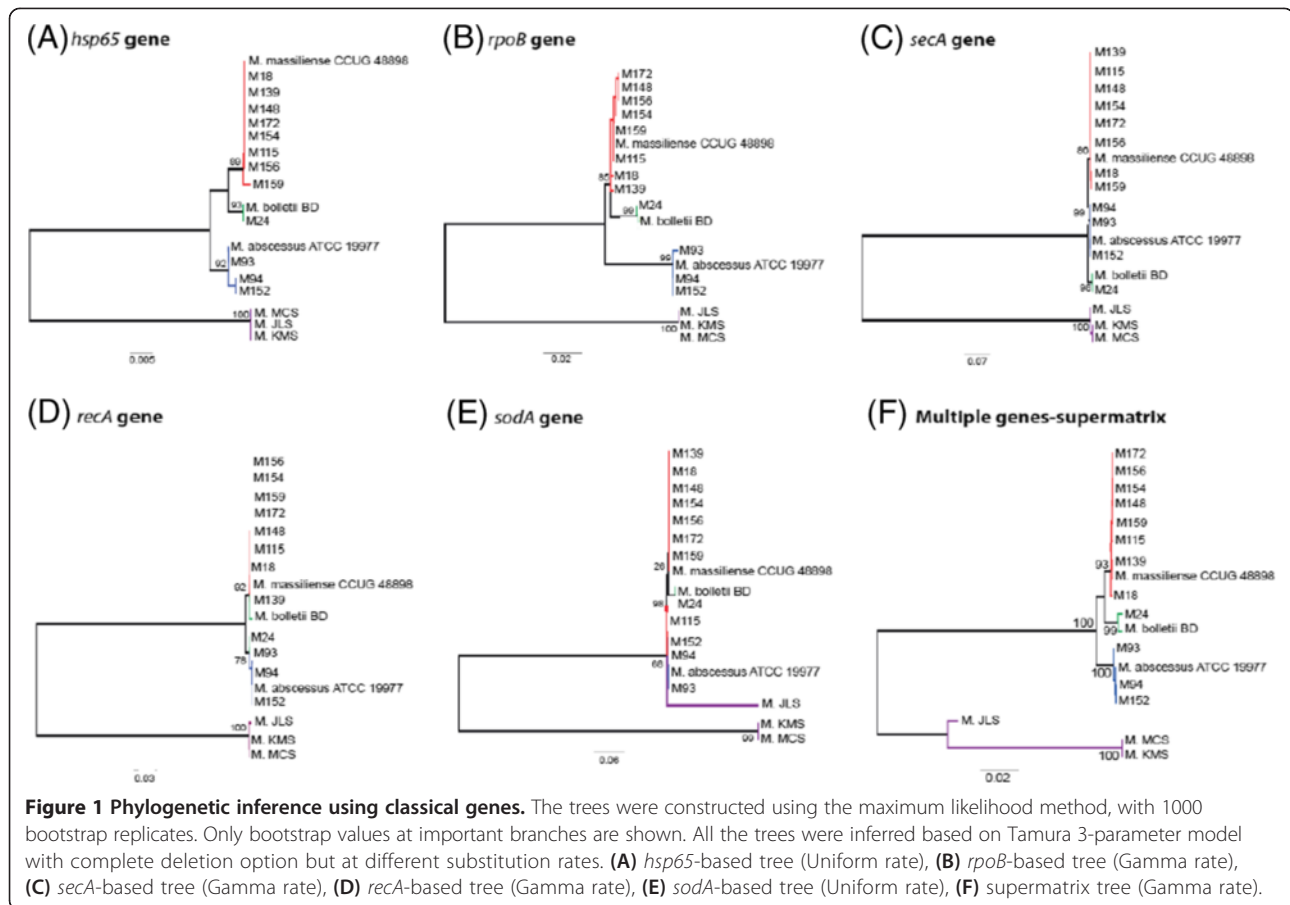 (A) hsp65 gene
M. massiliense CCUG 48898
M18
M139
M148
M172
M154
M115
M156
M159
89
M. bolletii BD
M24
93
M. abscessus ATCC 19977
M93
M94
M152
92
M. MCS
M. JLS
M. KMS
100
0.005
(B) rpoB gene
M172
M148
M156
M154
M159
M. massiliense CCUG 48898
M115
M18
M139
85
M24
M. bolletii BD
99
M93
M. abscessus ATCC 19977
M94
M152
99
M. JLS
M. KMS
M. MCS
100
0.02
(C) secA gene
M139
M115
M148
M154
M172
M156
M. massiliense CCUG 48898
M18
M159
M94
M93
99
M. abscessus ATCC 19977
M152
M. bolletii BD
M24
M. JLS
M. KMS
M. MCS
100
0.07
(D) recA gene
M156
M154
M159
M172
M148
M115
M18
M. massiliense CCUG 48898
92
M139
M. bolletii BD
M24
M93
78
M94
M. abscessus ATCC 19977
M152
M. JLS
M. KMS
M. MCS
100
0.03
(E) sodA gene
M139
M18
M148
M154
M156
M172
M159
M. massiliense CCUG 48898
M. bolletii BD
M24
98
M115
M152
M94
M. abscessus ATCC 19977
M93
M. JLS
M. KMS
M. MCS
99
(F) Multiple genes-supermatrix
M172
M156
M154
M148
M159
M115
M139
M. massiliense CCUG 48898
M18
93
M24
M. bolletii BD
99
100
M93
M. abscessus ATCC 19977
M94
M152
100
M. JLS
M. MCS
M. KMS
100
0.02
Figure 1 Phylogenetic inference using classical genes. The trees were constructed using the maximum likelihood method, with 1000
bootstrap replicates. Only bootstrap values at important branches are shown. All the trees were inferred based on Tamura 3-parameter model
with complete deletion option but at different substitution rates. (A) hsp65-based tree (Uniform rate), (B) rpoB-based tree (Gamma rate),
(C) secA-based tree (Gamma rate), (D) recA-based tree (Gamma rate), (E) sodA-based tree (Uniform rate), (F) supermatrix tree (Gamma rate).